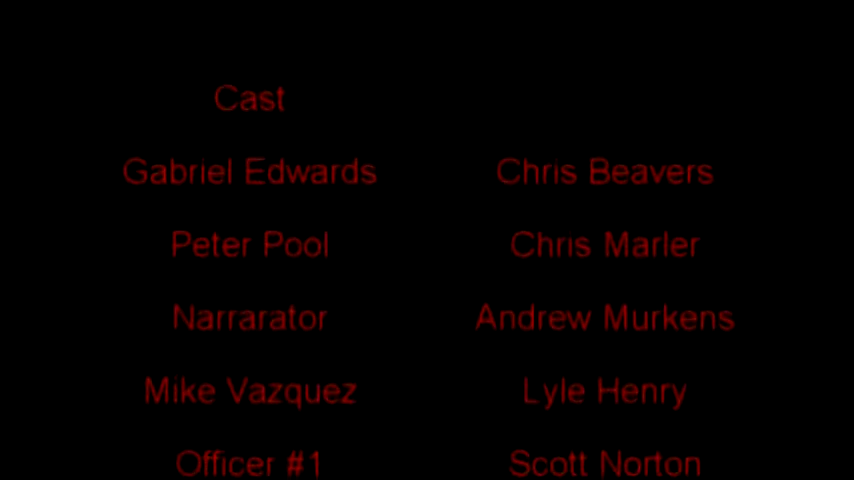 Cast
Gabriel Edwards Chris Beavers
Peter Pool Chris Marler
Narrarator Andrew Murkens
Mike Vazquez Lyle Henry
Officer #1 Scott Norton